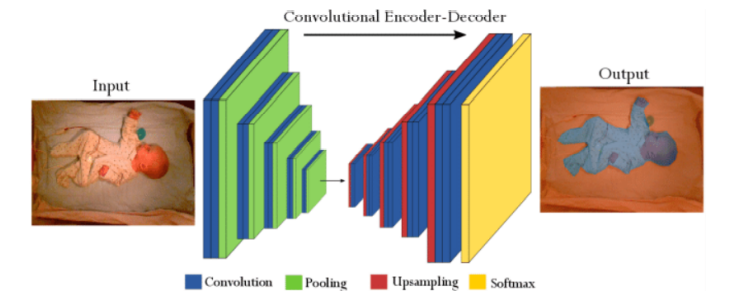 Convolutional Encoder-Decoder
Input
Output
Convolution
Pooling
Upsampling
Softmax